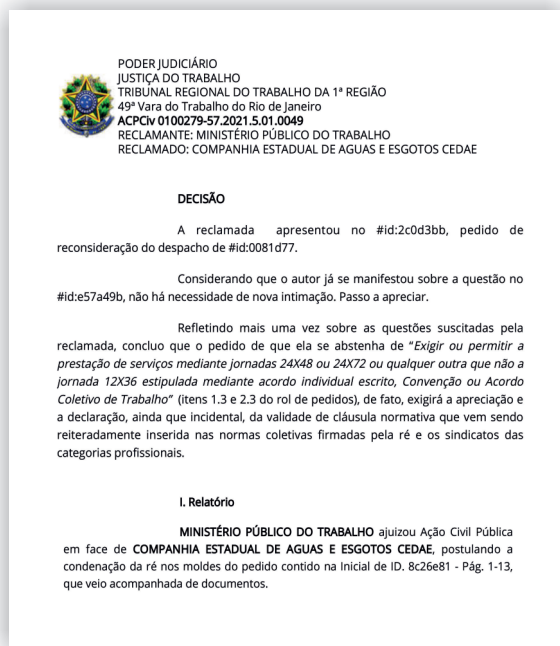 PODER JUDICIÁRIO
JUSTIÇA DO TRABALHO
TRIBUNAL REGIONAL DO TRABALHO DA 1ª REGIÃO
49ª Vara do Trabalho do Rio de Janeiro
ACPCiv 0100279-57.2021.5.01.0049
RECLAMANTE: MINISTÉRIO PÚBLICO DO TRABALHO
RECLAMADO: COMPANHIA ESTADUAL DE AGUAS E ESGOTOS CEDAE
DECISÃO
A reclamada apresentou no #id:2c0d3bb, pedido de
reconsideração do despacho de #id:0081d77.
Considerando que o autor já se manifestou sobre a questão no
#id:e57a49b, não há necessidade de nova intimação. Passo a apreciar.
Refletindo mais uma vez sobre as questões suscitadas pela
reclamada, concluo que o pedido de que ela se abstenha de “Exigir ou permitir a
prestação de serviços mediante jornadas 24X48 ou 24X72 ou qualquer outra que não a
jornada 12X36 estipulada mediante acordo individual escrito, Convenção ou Acordo
Coletivo de Trabalho” (itens 1.3 e 2.3 do rol de pedidos), de fato, exigirá a apreciação e
a declaração, ainda que incidental, da validade de cláusula normativa que vem sendo
reiteradamente inserida nas normas coletivas firmadas pela ré e os sindicatos das
categorias profissionais.
I. Relatório
MINISTÉRIO PÚBLICO DO TRABALHO ajuizou Ação Civil Pública
em face de COMPANHIA ESTADUAL DE AGUAS E ESGOTOS CEDAE, postulando a
condenação da ré nos moldes do pedido contido na Inicial de ID. 8c26e81 - Pág. 1-13,
que veio acompanhada de documentos.